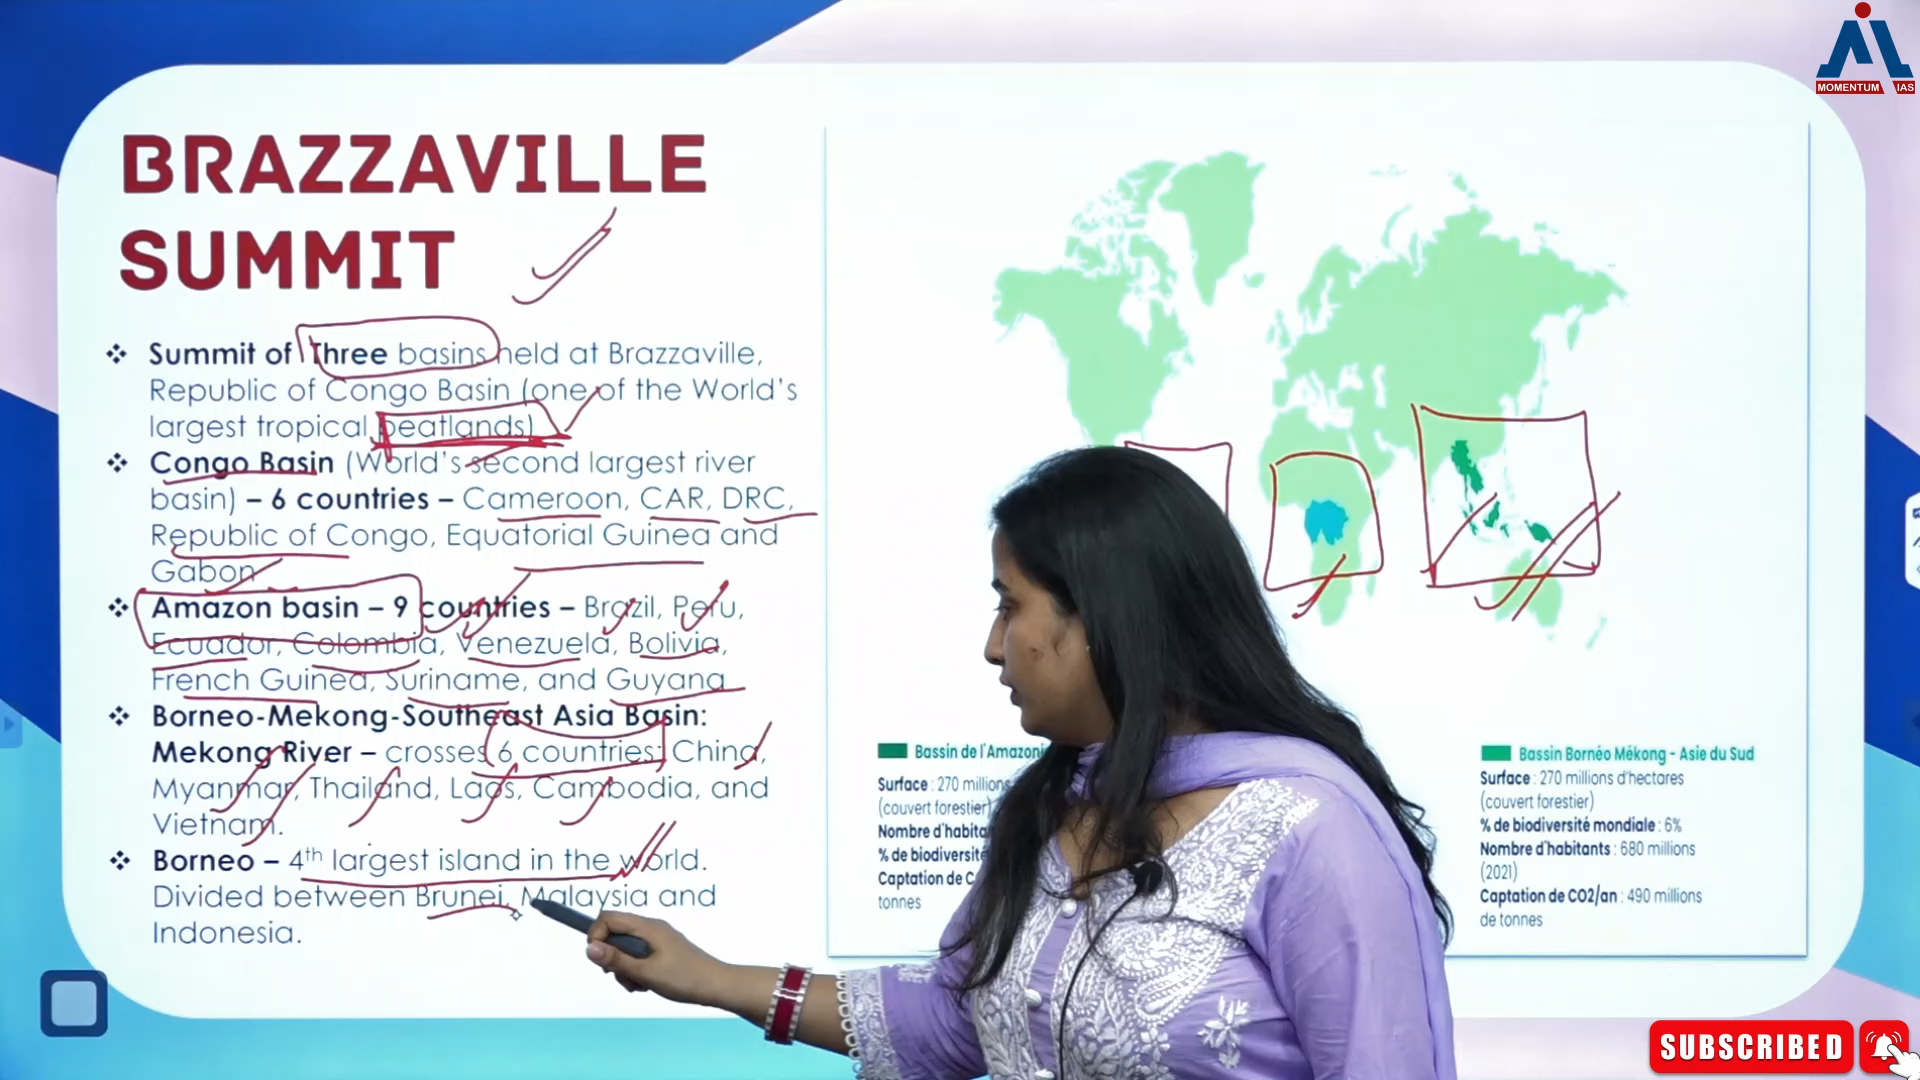 MOMENTUM IAS
BRAZZAVILLE
SUMMIT
Summit of Three basins held at Brazzaville,
Republic of Congo Basin (one of the World's
largest tropical peatlands)
Congo Basin (World's second largest river
basin) – 6 countries – Cameroon, CAR, DRC,
Republic of Congo, Equatorial Guinea and
Gabon
Amazon basin – 9 countries – Brazil, Peru,
Ecuador, Colombia, Venezuela, Bolivia,
French Guinea, Suriname, and Guyana
Borneo-Mekong-Southeast Asia Basin:
Mekong River – crosses 6 countries: China,
Myanmar, Thailand, Laos, Cambodia, and
Vietnam.
Borneo – 4th largest island in the world.
Divided between Brunei, Malaysia and
Indonesia.
Bassin de l'Amazoni
Surface : 270 millions
(couvert forestier)
Nombre d'habita
% de biodiversité
Captation de C
tonnes
Bassin Bornéo Mékong - Asie du Sud
Surface : 270 millions d'hectares
(couvert forestier)
% de biodiversité mondiale : 6%
Nombre d'habitants : 680 millions
(2021)
Captation de CO2/an : 490 millions
de tonnes
SUBSCRIBED